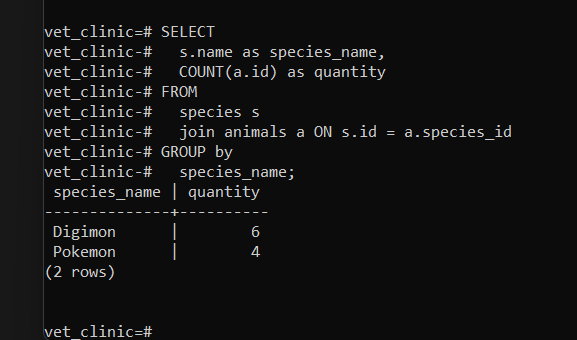 vet_clinic=# SELECT
vet_clinic-#   s.name as species_name,
vet_clinic-#   COUNT(a.id) as quantity
vet_clinic-# FROM
vet_clinic-#   species s
vet_clinic-#   join animals a ON s.id = a.species_id
vet_clinic-# GROUP by
vet_clinic-#   species_name;
 species_name | quantity
--------------+----------
 Digimon      |        6
 Pokemon      |        4
(2 rows)
vet_clinic=#